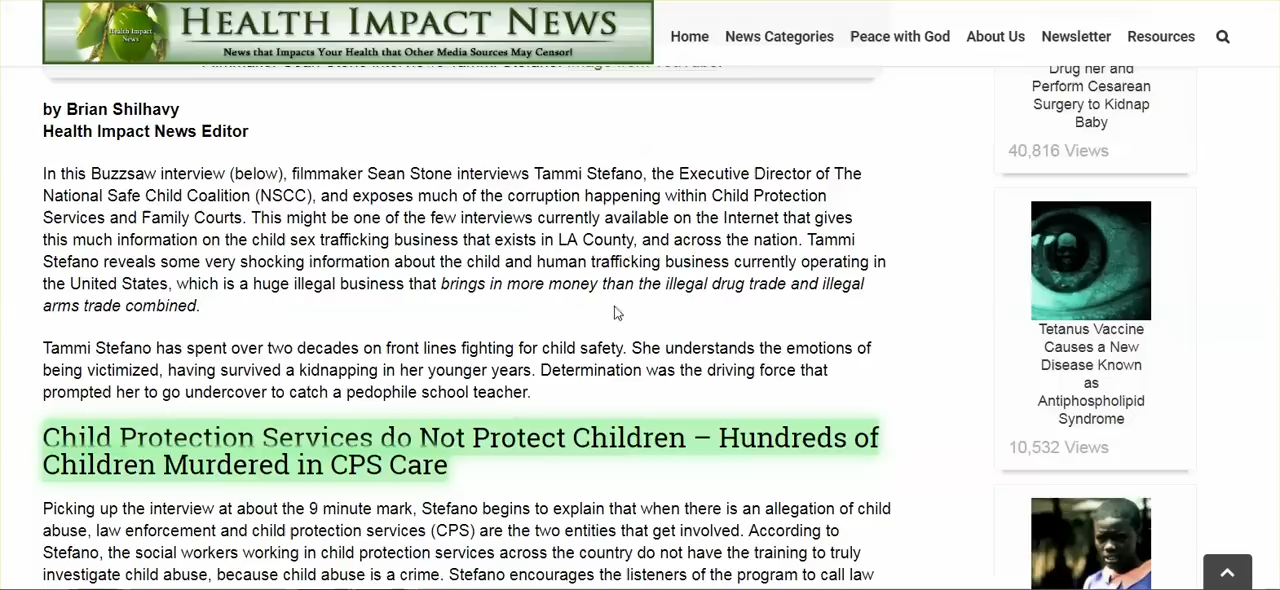 Health Impact News
HEALTH IMPACT NEWS
News that Impacts Your Health that Other Media Sources May Censor!
Home News Categories Peace with God About Us Newsletter Resources
by Brian Shilhavy
Health Impact News Editor
In this Buzzsaw interview (below), filmmaker Sean Stone interviews Tammi Stefano, the Executive Director of The
National Safe Child Coalition (NSCC), and exposes much of the corruption happening within Child Protection
Services and Family Courts. This might be one of the few interviews currently available on the Internet that gives
this much information on the child sex trafficking business that exists in LA County, and across the nation. Tammi
Stefano reveals some very shocking information about the child and human trafficking business currently operating in
the United States, which is a huge illegal business that brings in more money than the illegal drug trade and illegal
arms trade combined.
Tammi Stefano has spent over two decades on front lines fighting for child safety. She understands the emotions of
being victimized, having survived a kidnapping in her younger years. Determination was the driving force that
prompted her to go undercover to catch a pedophile school teacher.
Child Protection Services do Not Protect Children – Hundreds of
Children Murdered in CPS Care
Picking up the interview at about the 9 minute mark, Stefano begins to explain that when there is an allegation of child
abuse, law enforcement and child protection services (CPS) are the two entities that get involved. According to
Stefano, the social workers working in child protection services across the country do not have the training to truly
investigate child abuse, because child abuse is a crime. Stefano encourages the listeners of the program to call law
Drug her and
Perform Cesarean
Surgery to Kidnap
Baby
40,816 Views
Tetanus Vaccine
Causes a New
Disease Known
as
Antiphospholipid
Syndrome
10,532 Views